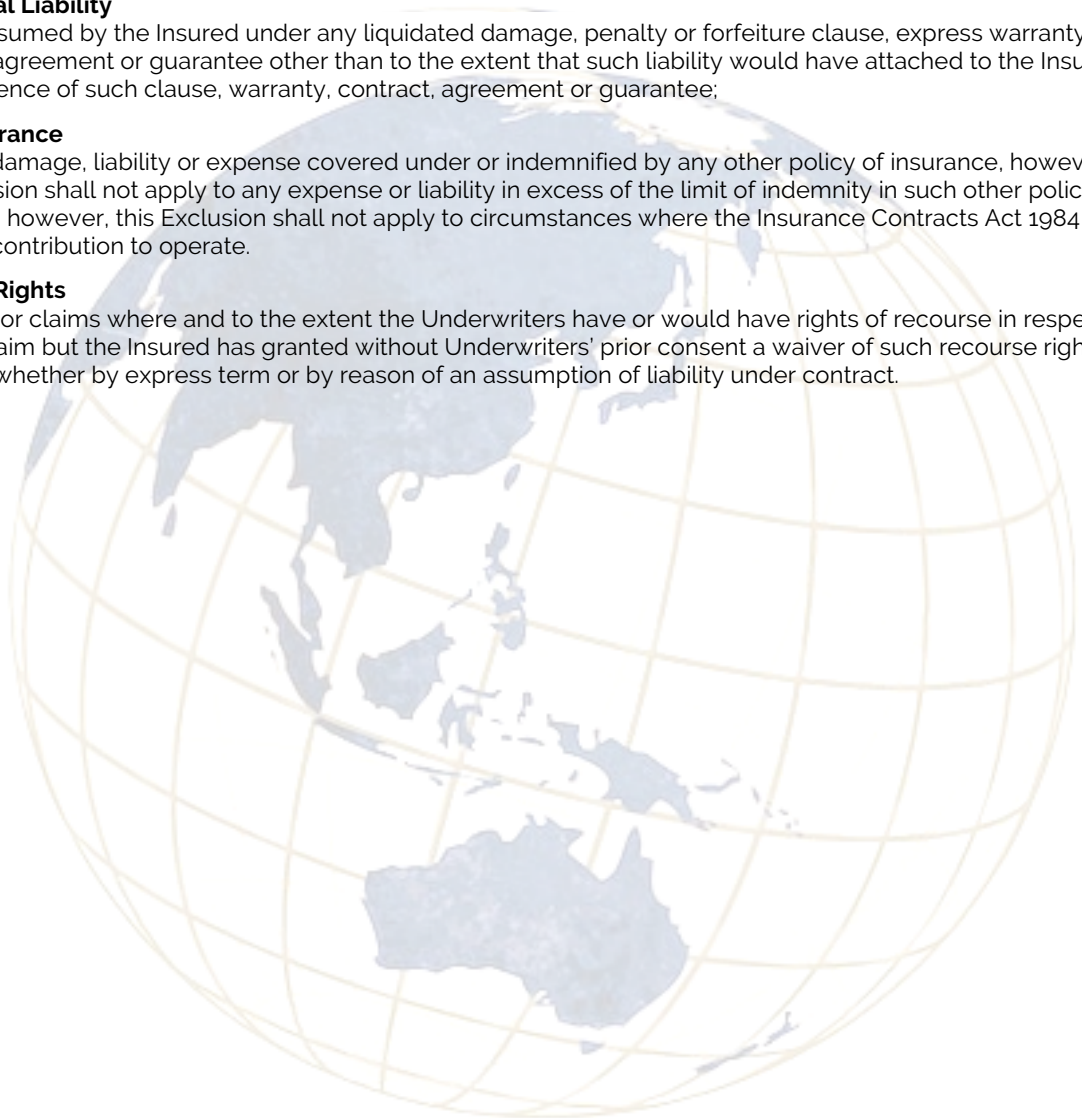 al Liability
sumed by the Insured under any liquidated damage, penalty or forfeiture clause, express warranty
agreement or guarantee other than to the extent that such liability would have attached to the Insu
ence of such clause, warranty, contract, agreement or guarantee;
rance
damage, liability or expense covered under or indemnified by any other policy of insurance, howev
sion shall not apply to any expense or liability in excess of the limit of indemnity in such other polic
however, this Exclusion shall not apply to circumstances where the Insurance Contracts Act 1984
contribution to operate.
Rights
or claims where and to the extent the Underwriters have or would have rights of recourse in respe
aim but the Insured has granted without Underwriters' prior consent a waiver of such recourse righ
whether by express term or by reason of an assumption of liability under contract.